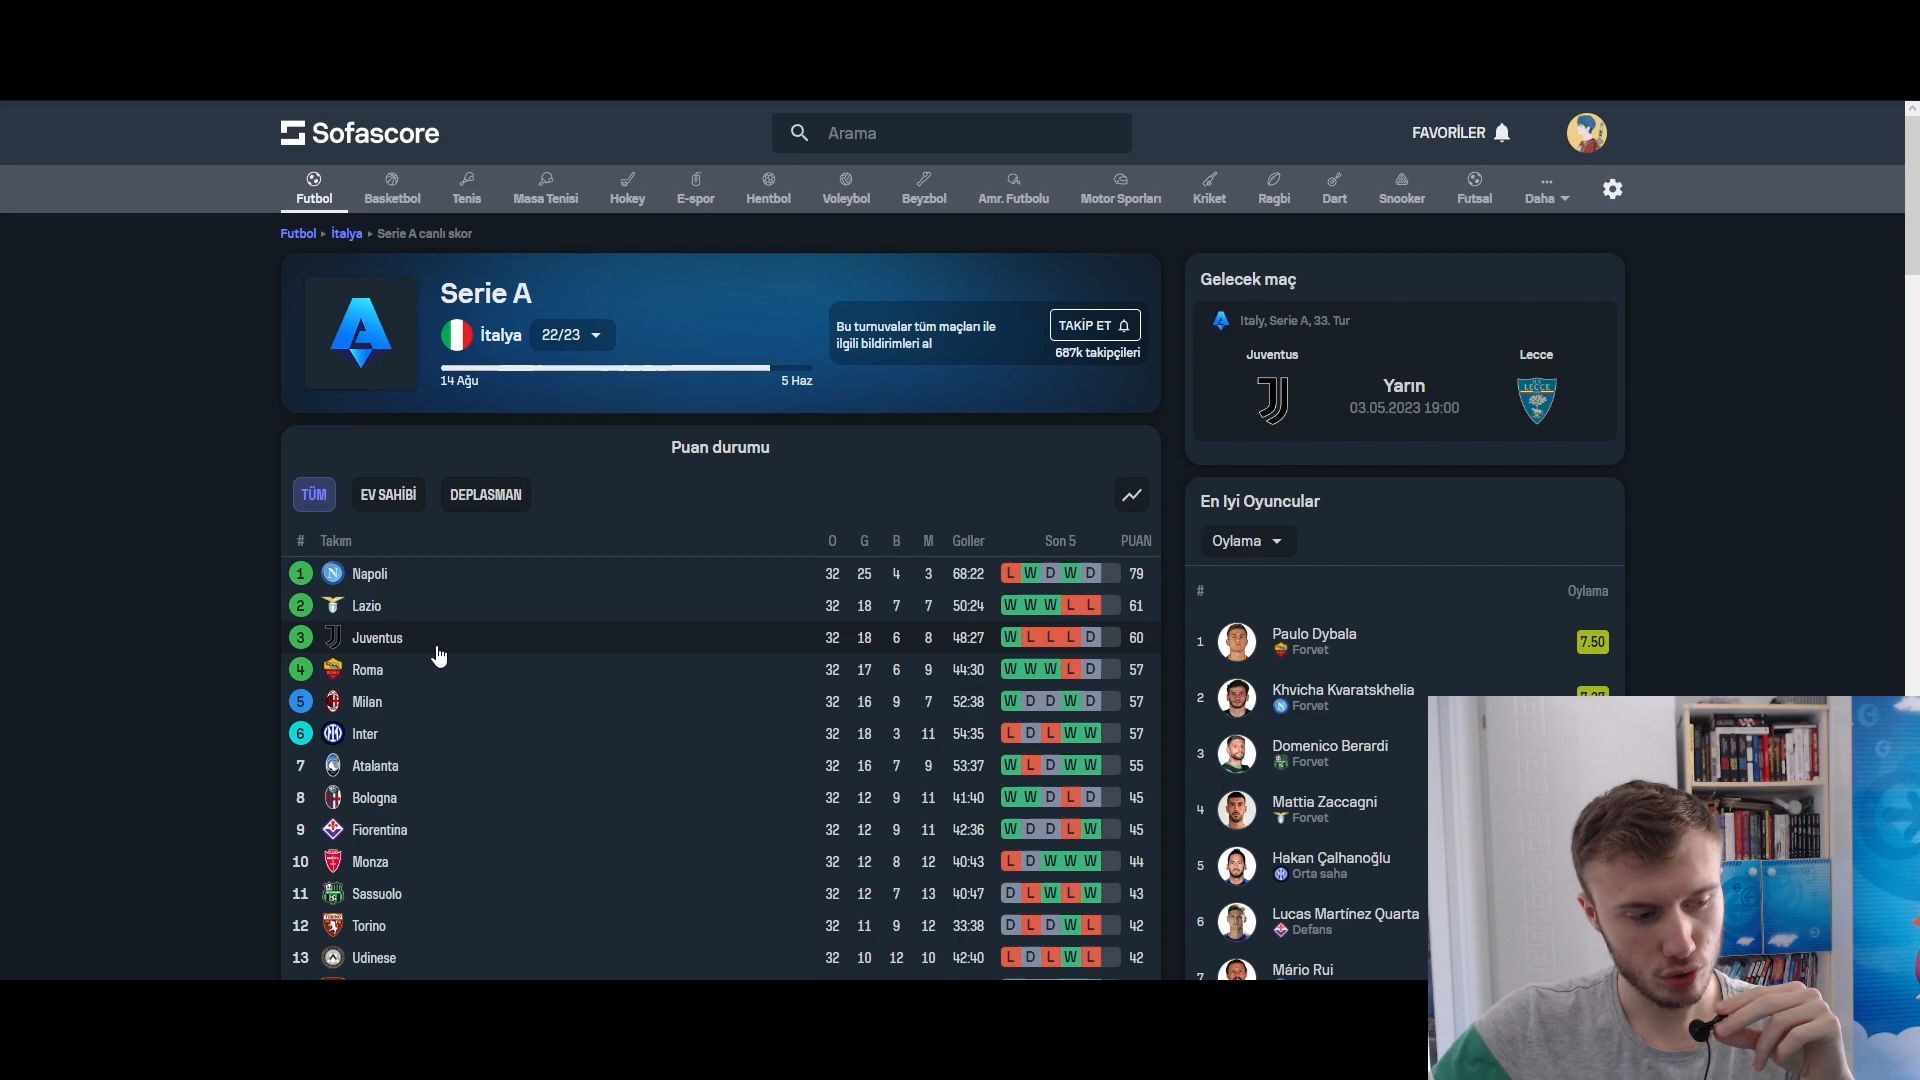 Sofascore
Arama
FAVORİLER
Futbol Basketbol Tenis Masa Tenisi Hokey E-spor Hentbol Voleybol Beyzbol Amr. Futbolu Motor Sporları Kriket Ragbi Dart Snooker Futsal Daha
Futbol İtalya Serie A canlı skor
Serie A
İtalya 22/23
14 Ağu 5 Haz
Bu turnuvalar tüm maçları ile
ilgili bildirimleri al
TAKİP ET
687k takipçileri
Puan durumu
TÜM EV SAHİBİ DEPLASMAN
# Takım O G B M Goller Son 5 PUAN
1 Napoli 32 25 4 3 68:22 L W D W D 79
2 Lazio 32 18 7 7 50:24 W W W L L 61
3 Juventus 32 18 6 8 48:27 W L L L D 60
4 Roma 32 17 6 9 44:30 W W W L D 57
5 Milan 32 16 9 7 52:38 W D D W D 57
6 Inter 32 18 3 11 54:35 L D L W W 57
7 Atalanta 32 16 7 9 53:37 W L D W W 55
8 Bologna 32 12 9 11 41:40 W W D L D 45
9 Fiorentina 32 12 9 11 42:36 W D D L W 45
10 Monza 32 12 8 12 40:43 L D W W W 44
11 Sassuolo 32 12 7 13 40:47 D L W L W 43
12 Torino 32 11 9 12 33:38 D L D W L 42
13 Udinese 32 10 12 10 42:40 L D L W L 42
Gelecek maç
Italy, Serie A, 33. Tur
Juventus Lecce
Yarın
03.05.2023 19:00
En Iyi Oyuncular
Oylama
# Oylama
1 Paulo Dybala 7.50
Forvet
2 Khvicha Kvaratskhelia
Forvet
3 Domenico Berardi
Forvet
4 Mattia Zaccagni
Forvet
5 Hakan Çalhanoğlu
Orta saha
6 Lucas Martínez Quarta
Defans
7 Mário Rui